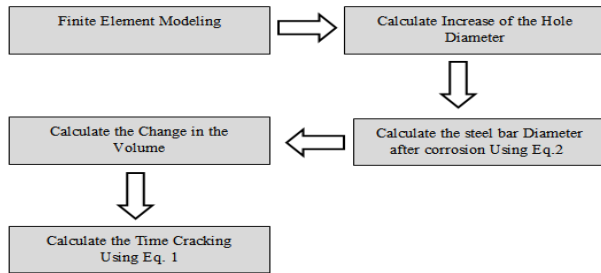 Finite Element Modeling
Calculate Increase of the Hole
Diameter
Calculate the steel bar Diameter
after corrosion Using Eq.2
Calculate the Change in the
Volume
Calculate the Time Cracking
Using Eq. 1